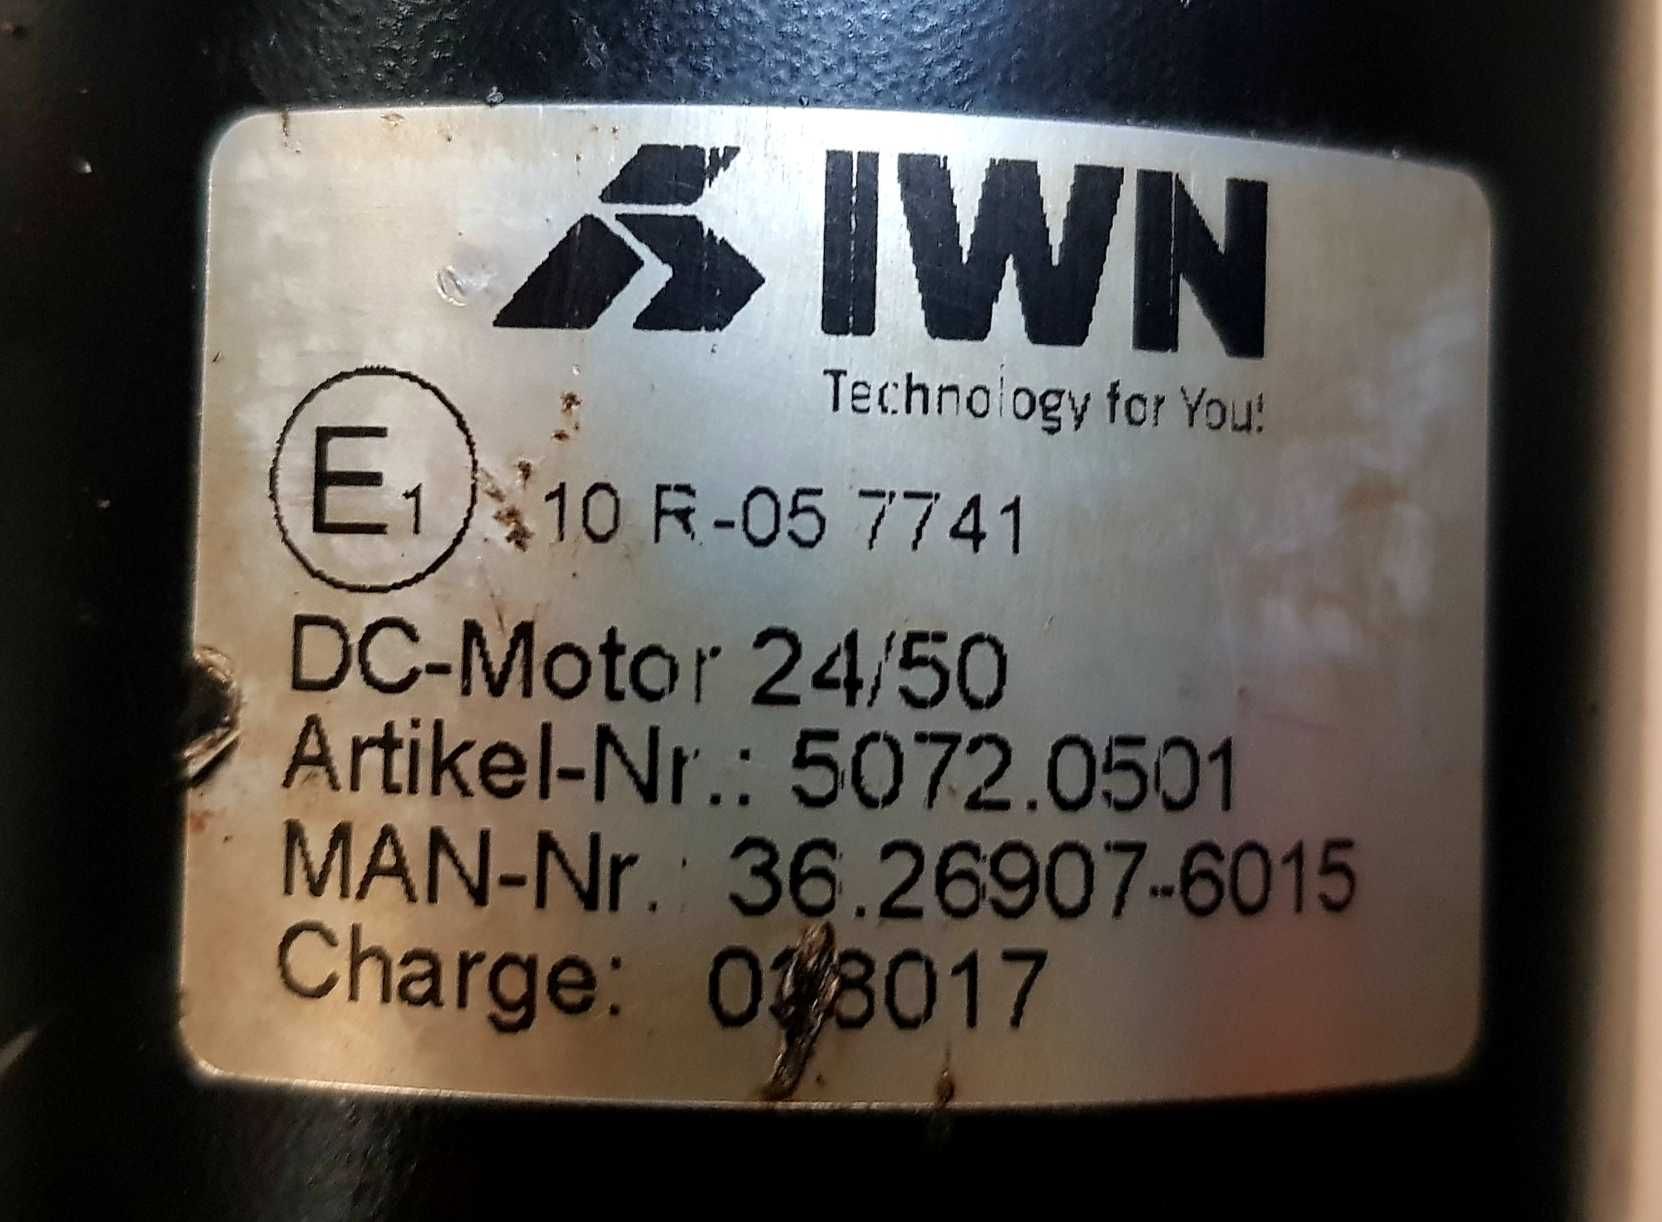 IWN
Technology for You!
E1 10 R-05 7741
DC-Motor 24/50
Artikel-Nr.: 5072.0501
MAN-Nr.: 36.26907-6015
Charge: